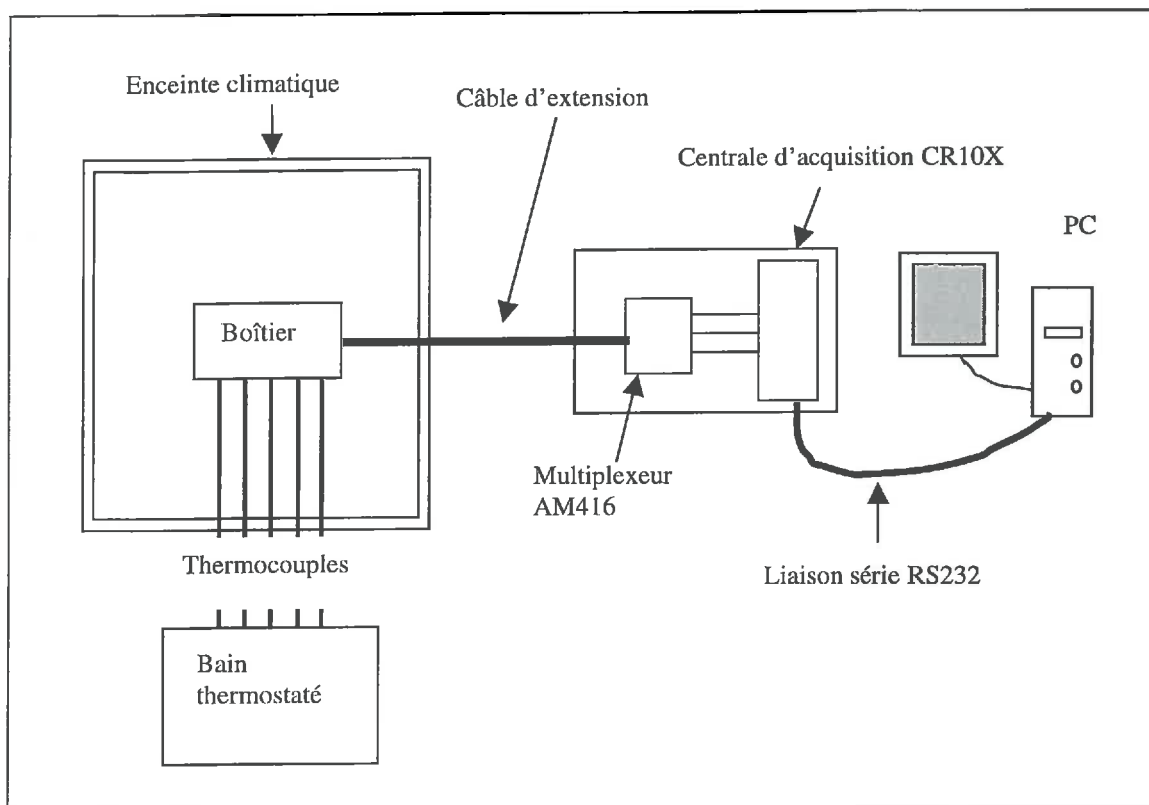 Enceinte climatique
Câble d'extension
Centrale d'acquisition CR10X
PC
Boîtier
Multiplexeur
AM416
Thermocouples
Liaison série RS232
Bain
thermostaté